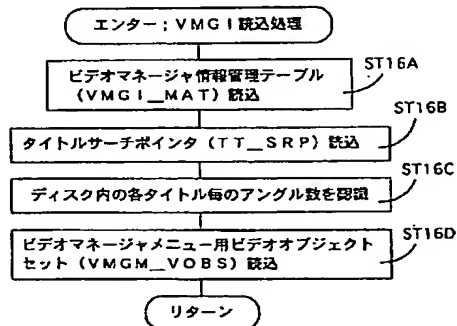 エンター；VMGI読込処理
ST16A
ビデオマネージャ情報管理テーブル
（VMGI__MAT）読込
ST16B
タイトルサーチポインタ（TT__SRP）読込
ST16C
ディスク内の各タイトル毎のアングル数を認識
ST16D
ビデオマネージャメニュー用ビデオオブジェクト
セット（VMGM__VOBS）読込
リターン